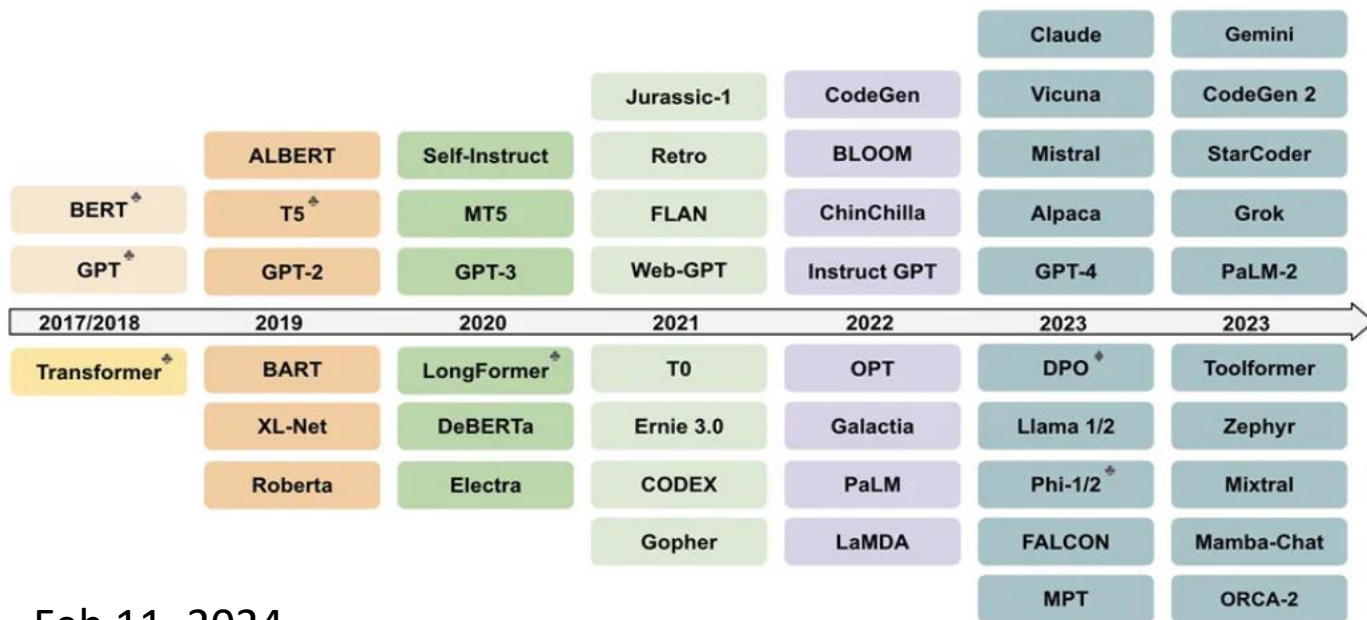 Claude Gemini
Jurassic-1 CodeGen Vicuna CodeGen 2
ALBERT Self-Instruct Retro BLOOM Mistral StarCoder
BERT♣ T5♣ MT5 FLAN ChinChilla Alpaca Grok
GPT♣ GPT-2 GPT-3 Web-GPT Instruct GPT GPT-4 PaLM-2
2017/2018 2019 2020 2021 2022 2023 2023
Transformer♣ BART LongFormer♣ T0 OPT DPO♦ Toolformer
XL-Net DeBERTa Ernie 3.0 Galactia Llama 1/2 Zephyr
Roberta Electra CODEX PaLM Phi-1/2♣ Mixtral
Gopher LaMDA FALCON Mamba-Chat
MPT ORCA-2
Feb 11, 2024